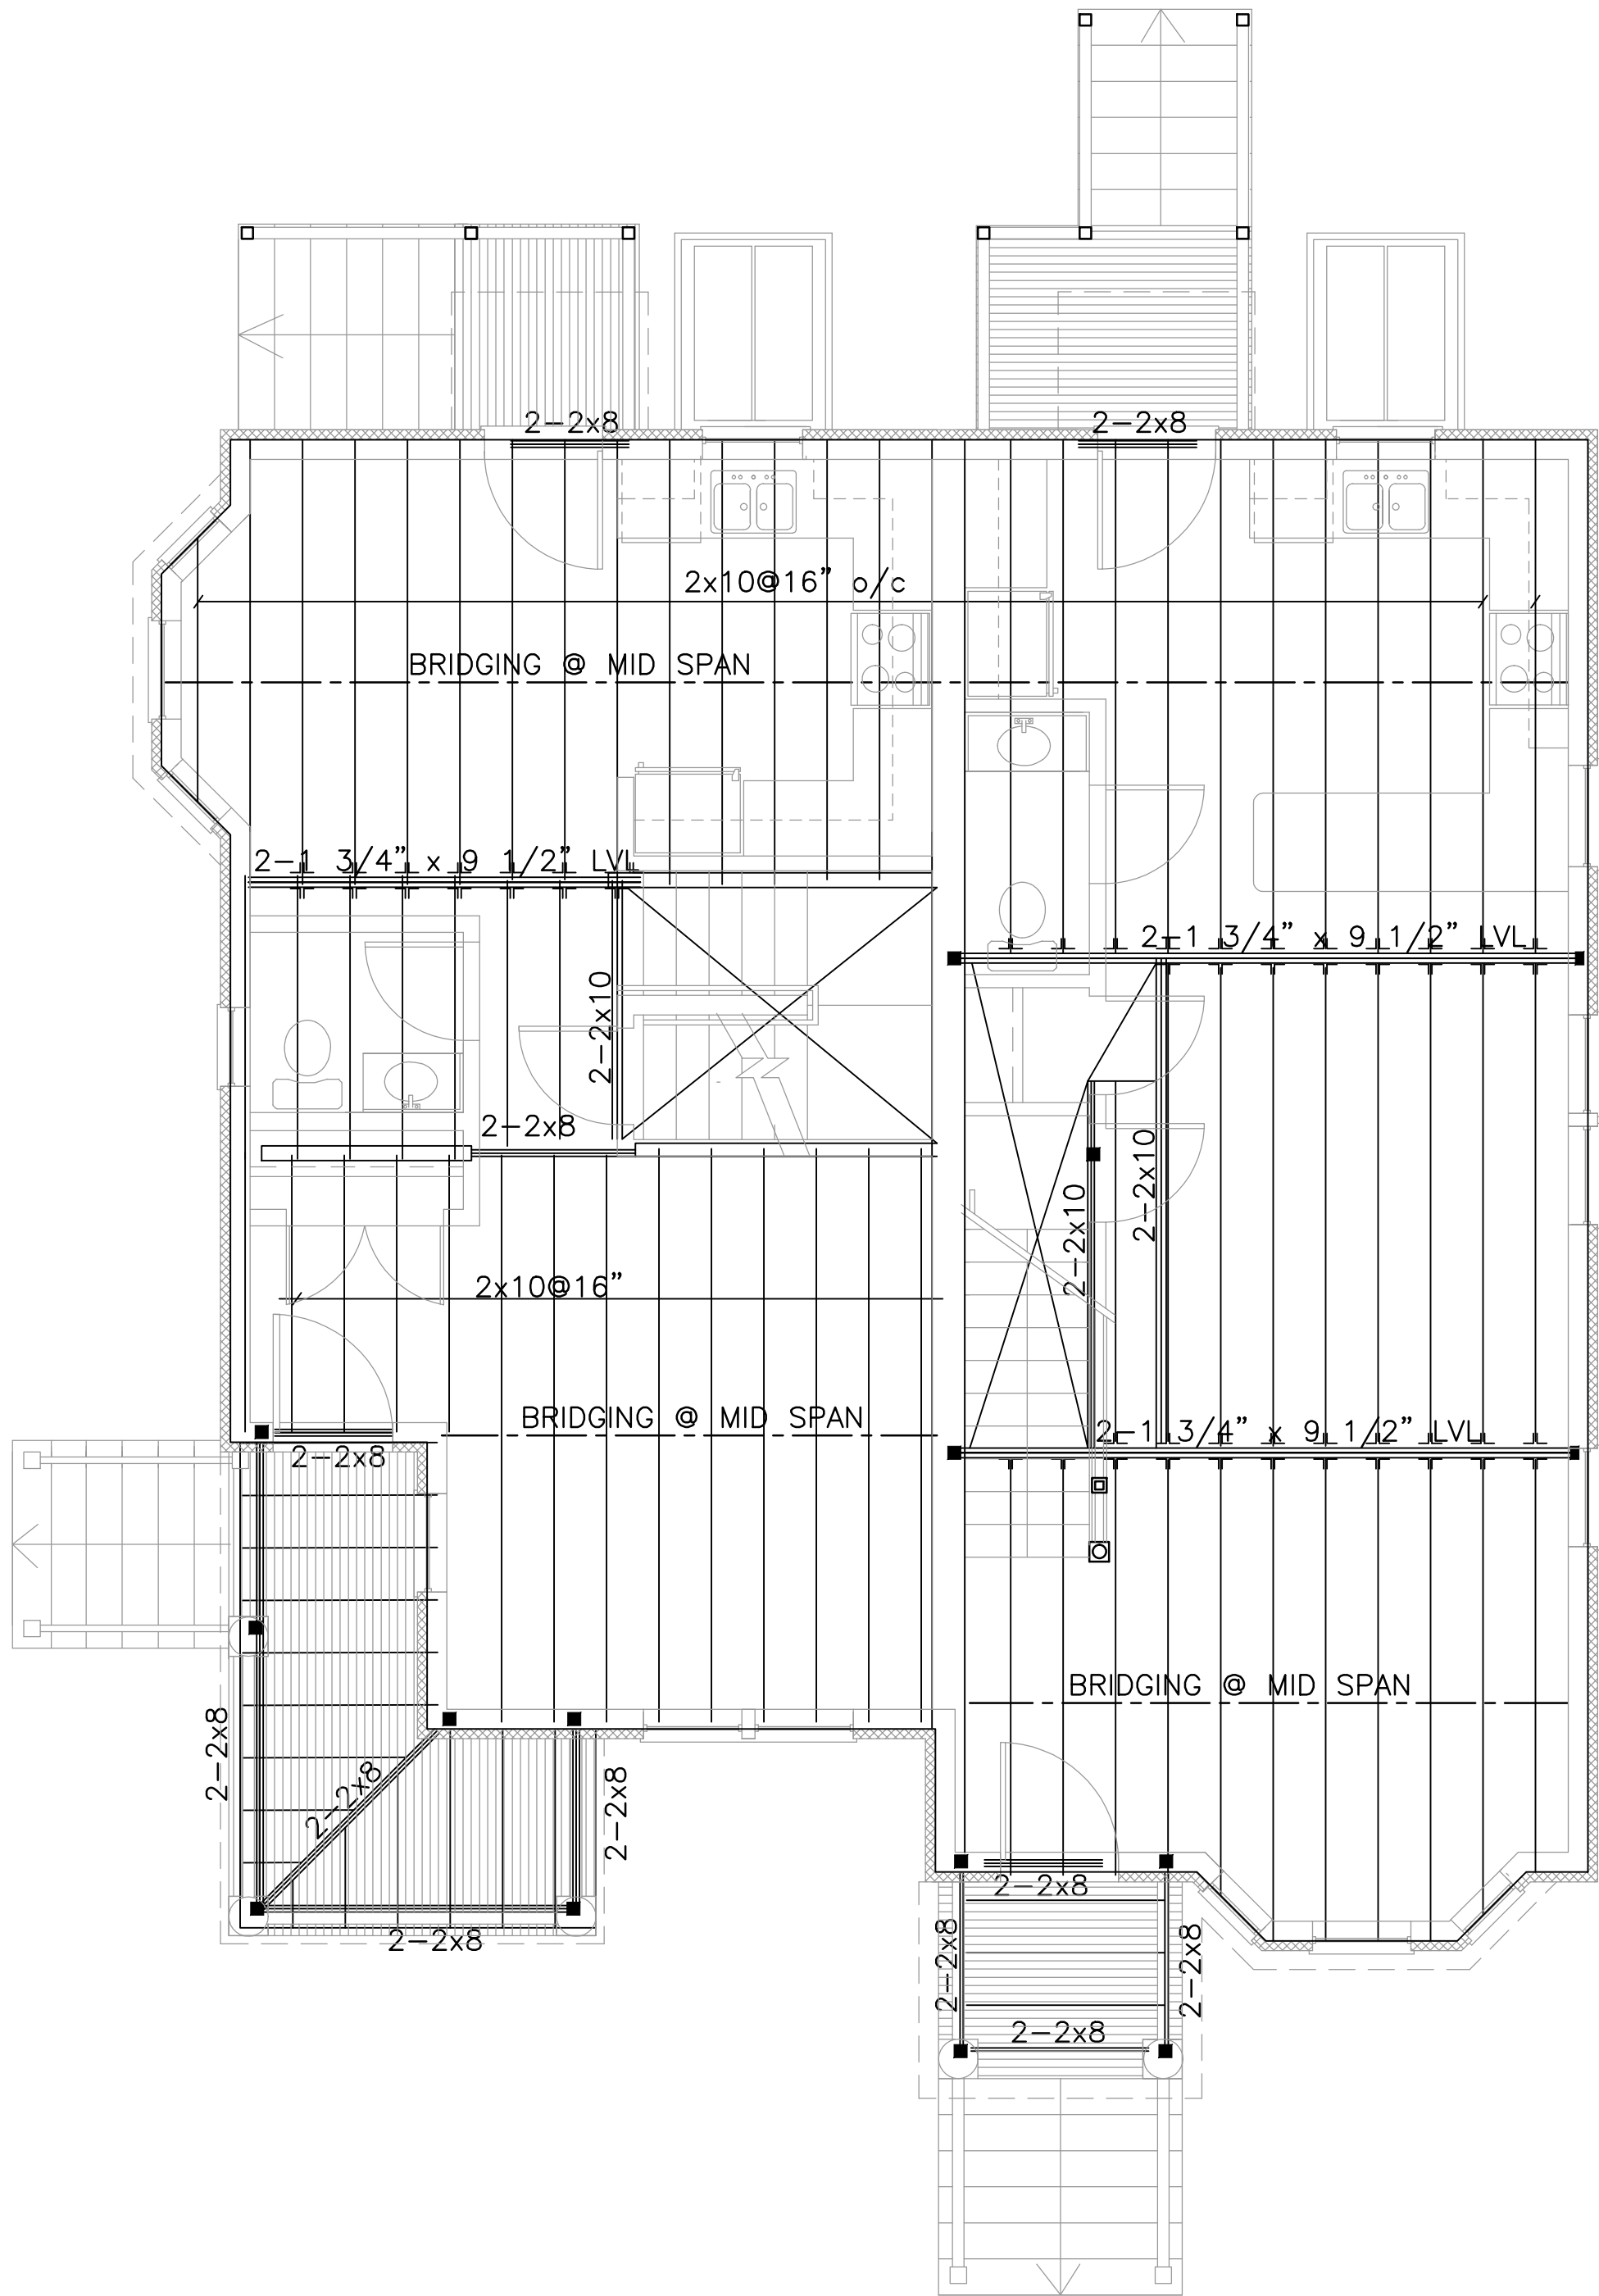 2-2x8
2-2x8
2x10@16” o/c
BRIDGING @ MID SPAN
2-1 3/4” x 9 1/2” LVL
2-1 3/4” x 9 1/2” LVL
2-2x10
2-2x8
2-2x10
2-2x10
2x10@16”
BRIDGING @ MID SPAN
2-1 3/4” x 9 1/2” LVL
2-2x8
BRIDGING @ MID SPAN
2-2x8
2-2x8
2-2x8
2-2x8
2-2x8
2-2x8
2-2x8
2-2x8